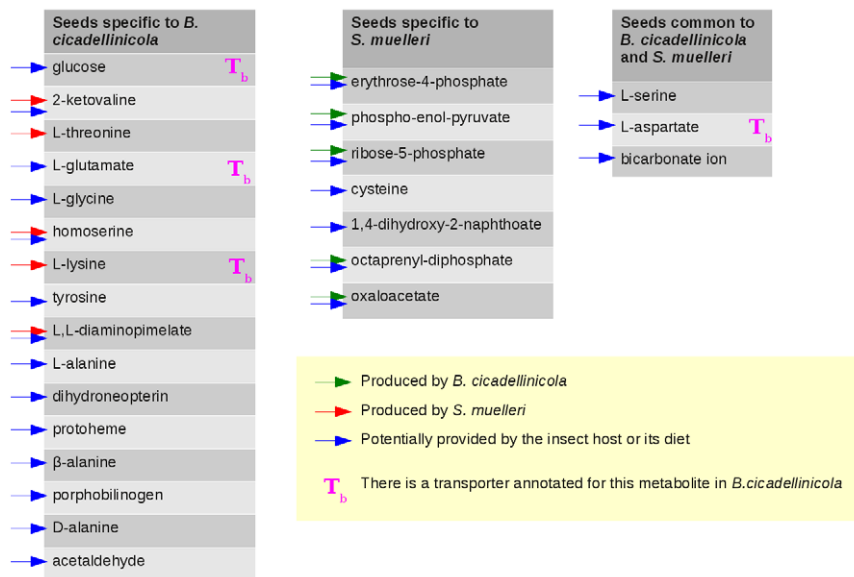 Seeds specific to B.
cicadellinicola
glucose Tb
2-ketovaline
L-threonine
L-glutamate Tb
L-glycine
homoserine
L-lysine Tb
tyrosine
L,L-diaminopimelate
L-alanine
dihydroneopterin
protoheme
β-alanine
porphobilinogen
D-alanine
acetaldehyde
Seeds specific to
S. muelleri
erythrose-4-phosphate
phospho-enol-pyruvate
ribose-5-phosphate
cysteine
1,4-dihydroxy-2-naphthoate
octaprenyl-diphosphate
oxaloacetate
Seeds common to
B. cicadellinicola
and S. muelleri
L-serine
L-aspartate Tb
bicarbonate ion
Produced by B. cicadellinicola
Produced by S. muelleri
Potentially provided by the insect host or its diet
Tb There is a transporter annotated for this metabolite in B.cicadellinicola